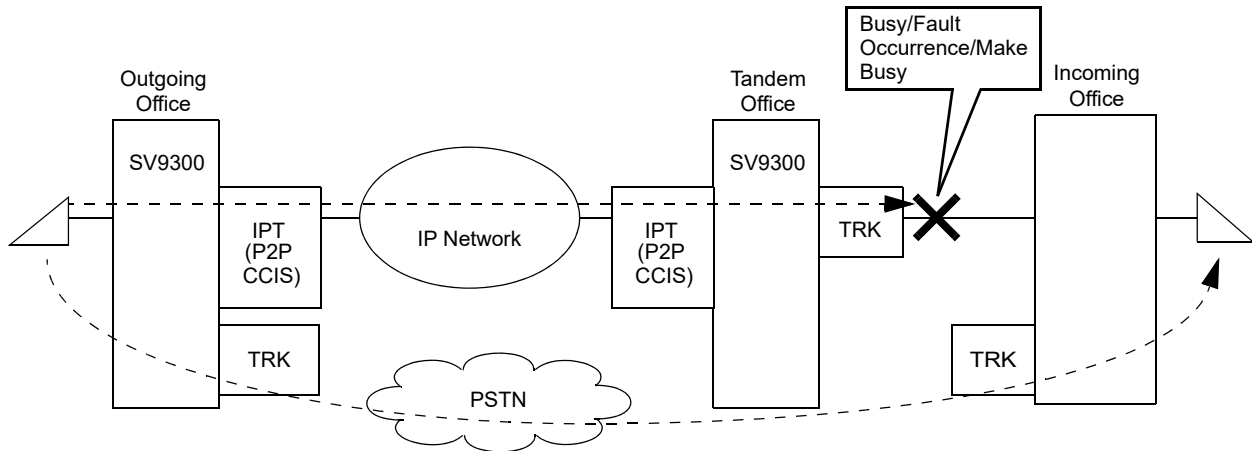 Busy/Fault
Occurrence/Make
Busy
Outgoing
Office
Tandem
Office
Incoming
Office
SV9300
SV9300
IPT
(P2P
CCIS)
IP Network
IPT
(P2P
CCIS)
TRK
TRK
PSTN
TRK